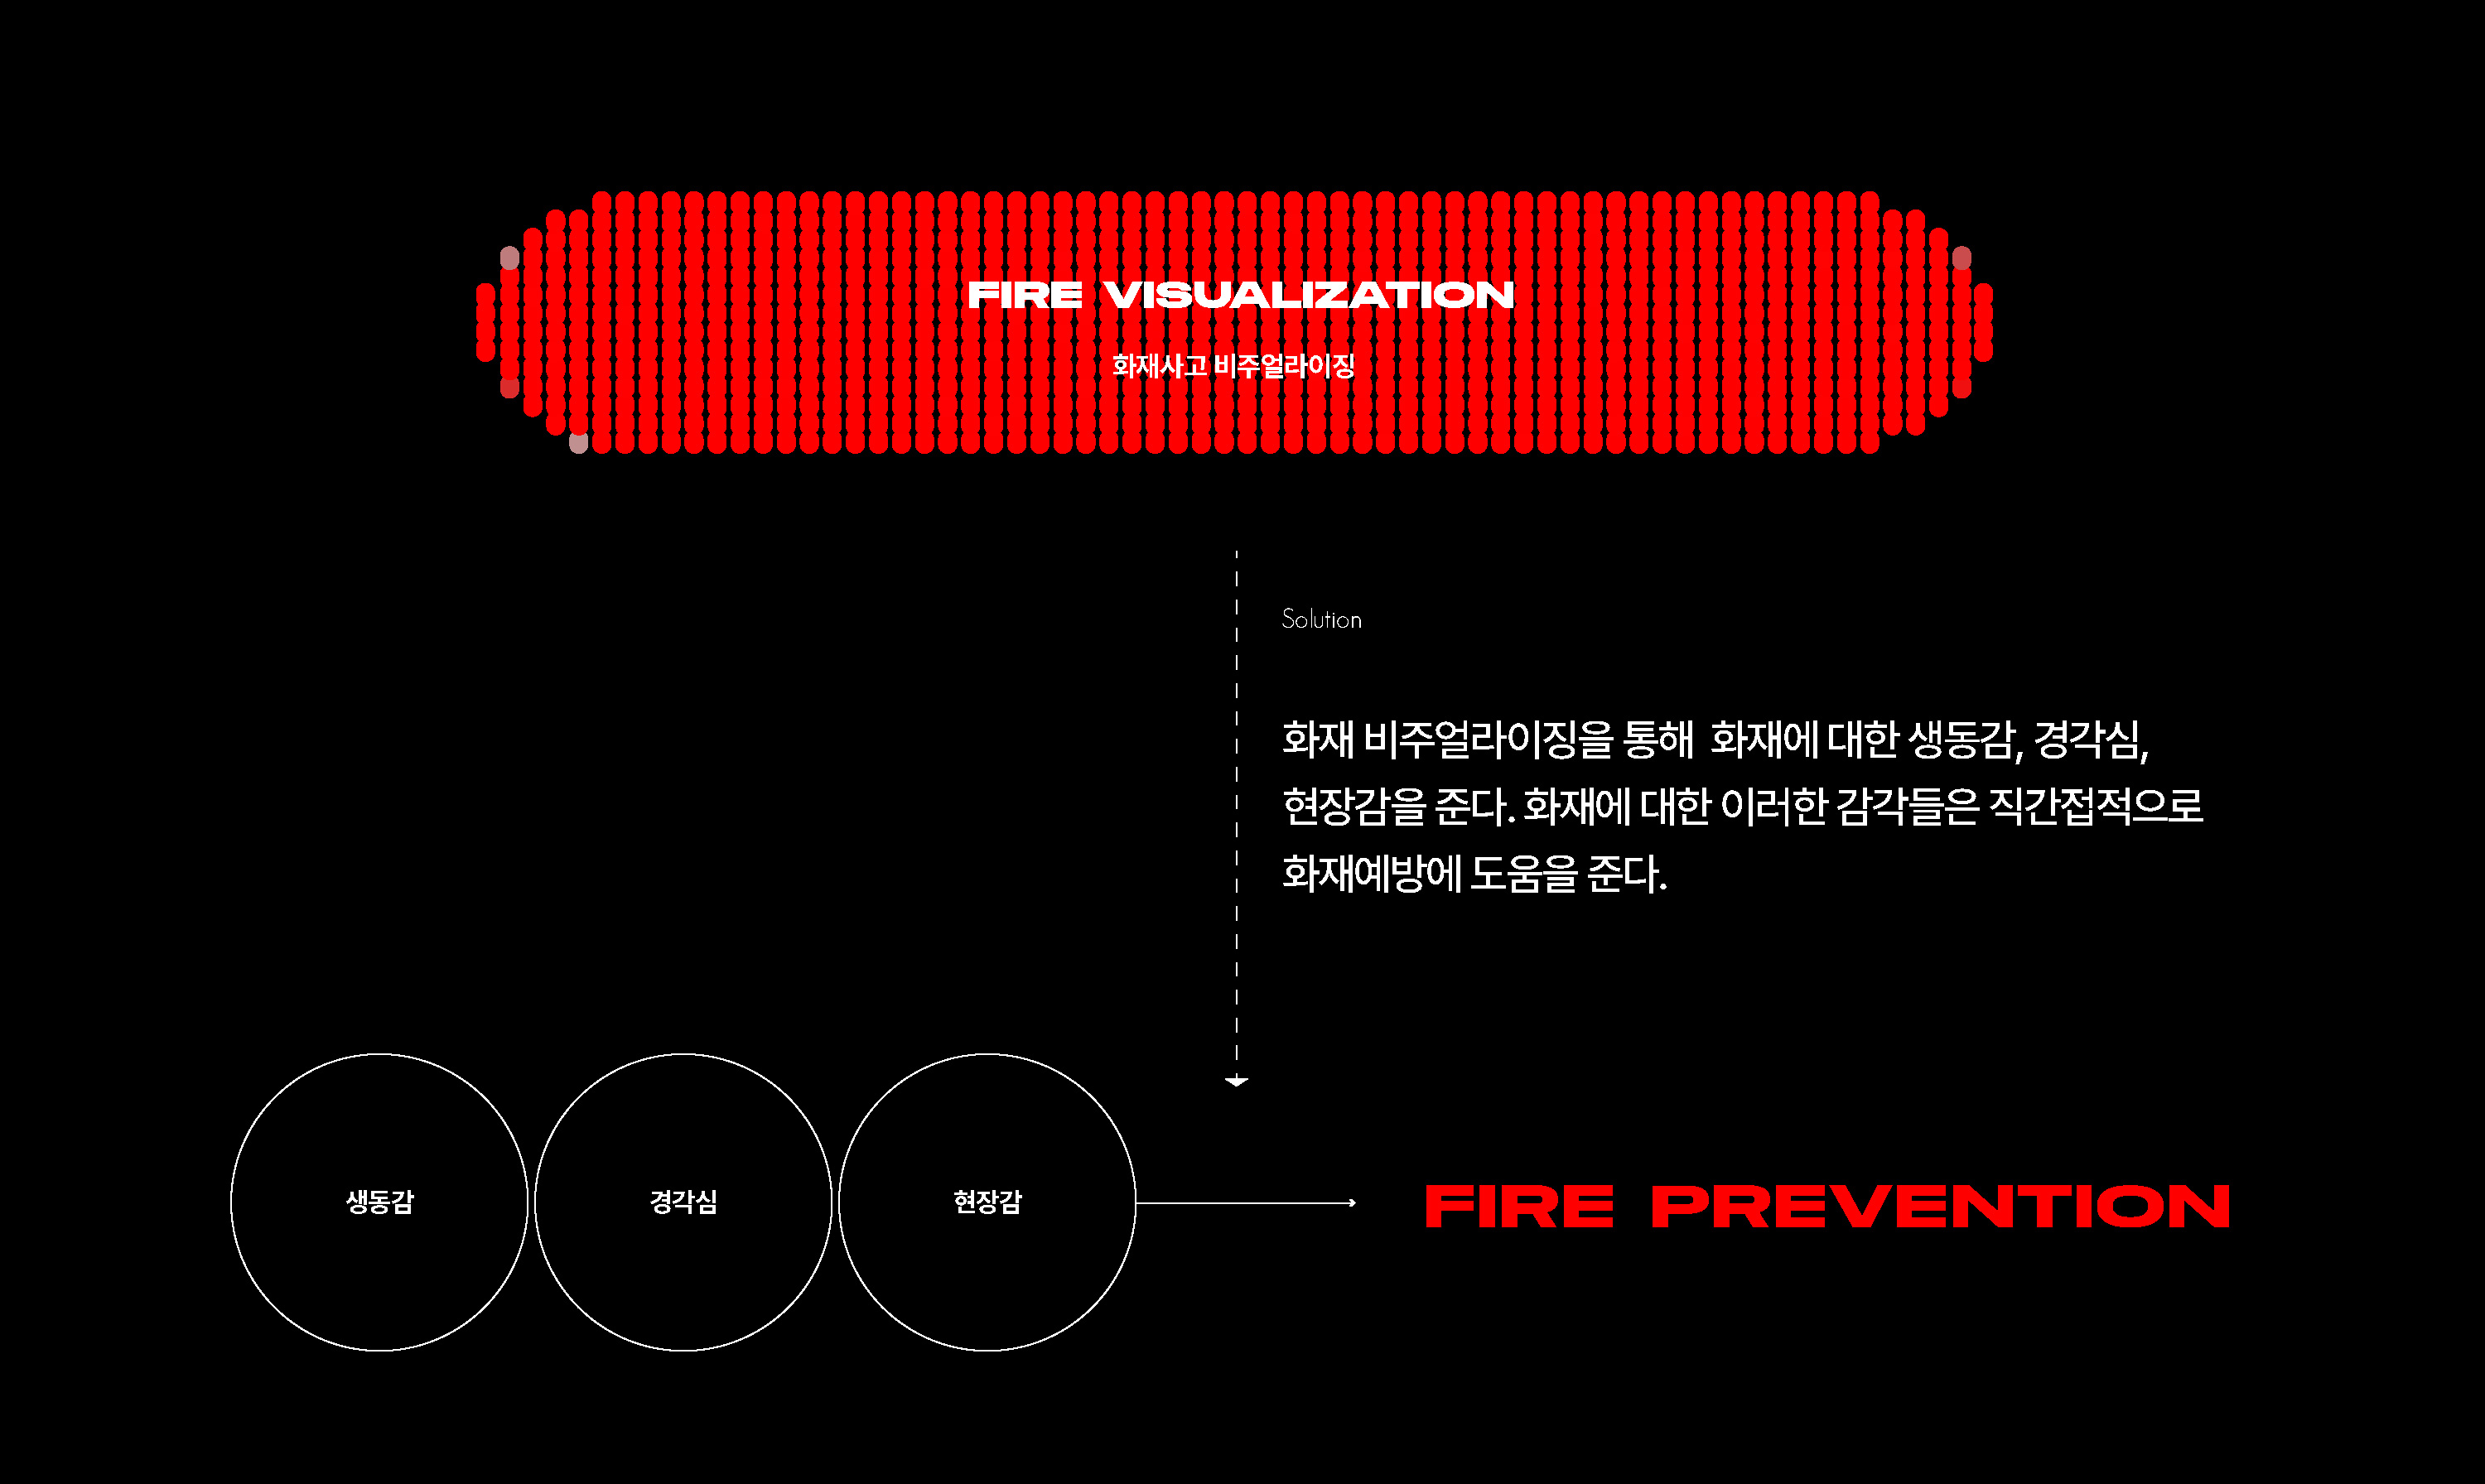 FIRE VISUALIZATION
화재사고 비주얼라이징
Solution
화재 비주얼라이징을 통해 화재에 대한 생동감, 경각심,
현장감을 준다. 화재에 대한 이러한 감각들은 직간접적으로
화재예방에 도움을 준다.
생동감
경각심
현장감
FIRE PREVENTION